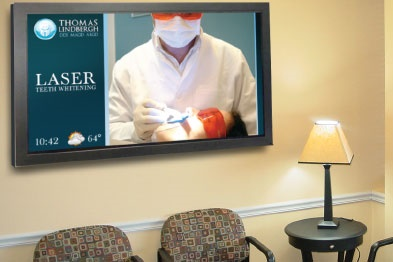 THOMAS
LINDBERGH
LASER
TEETH WHITENING
10:42 64°